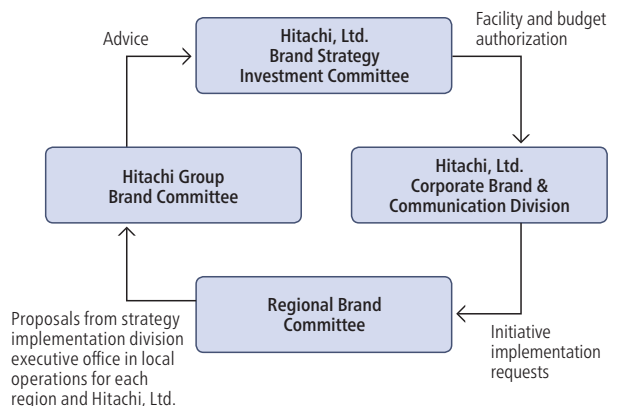 Advice
Hitachi, Ltd.
Brand Strategy
Investment Committee
Facility and budget
authorization
Hitachi Group
Brand Committee
Hitachi, Ltd.
Corporate Brand &
Communication Division
Regional Brand
Committee
Proposals from strategy
implementation division
executive office in local
operations for each
region and Hitachi, Ltd.
Initiative
implementation
requests